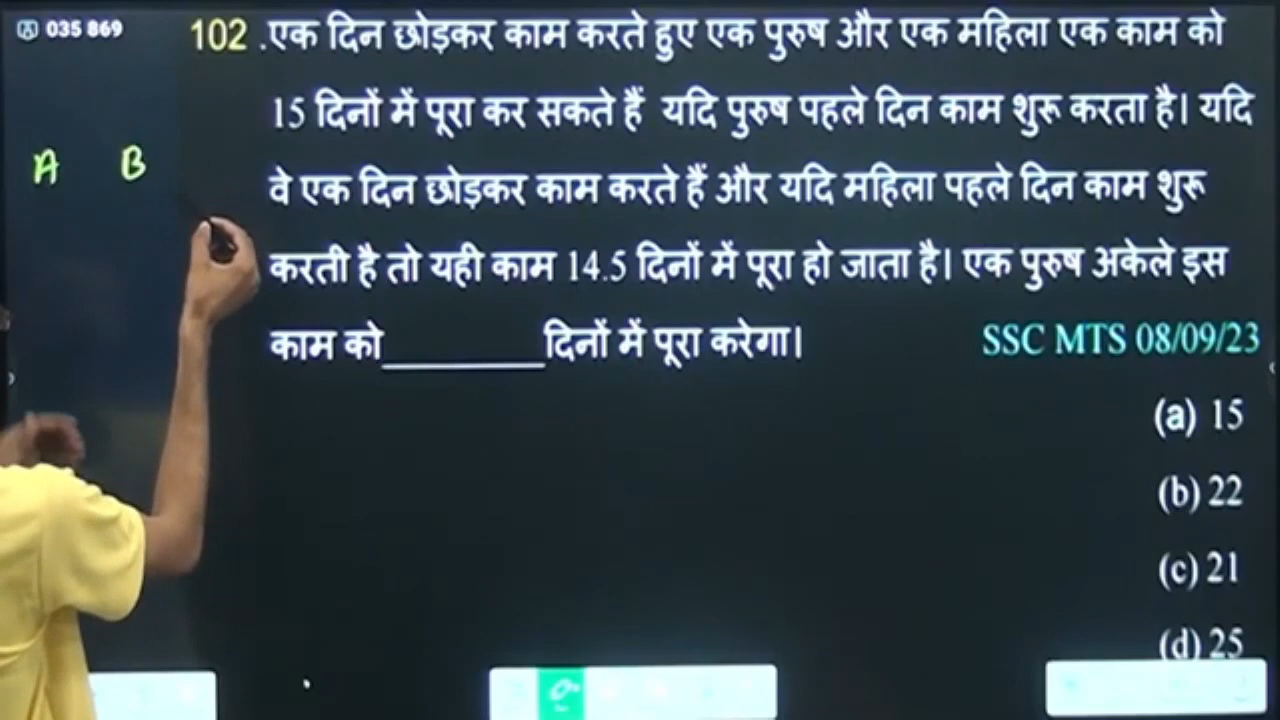 035 869
102 .एक दिन छोड़कर काम करते हुए एक पुरुष और एक महिला एक काम को
15 दिनों में पूरा कर सकते हैं यदि पुरुष पहले दिन काम शुरू करता है। यदि
A B
वे एक दिन छोड़कर काम करते हैं और यदि महिला पहले दिन काम शुरू
करती है तो यही काम 14.5 दिनों में पूरा हो जाता है। एक पुरुष अकेले इस
काम को________दिनों में पूरा करेगा।
SSC MTS 08/09/23
(a) 15
(b) 22
(c) 21
(d) 25